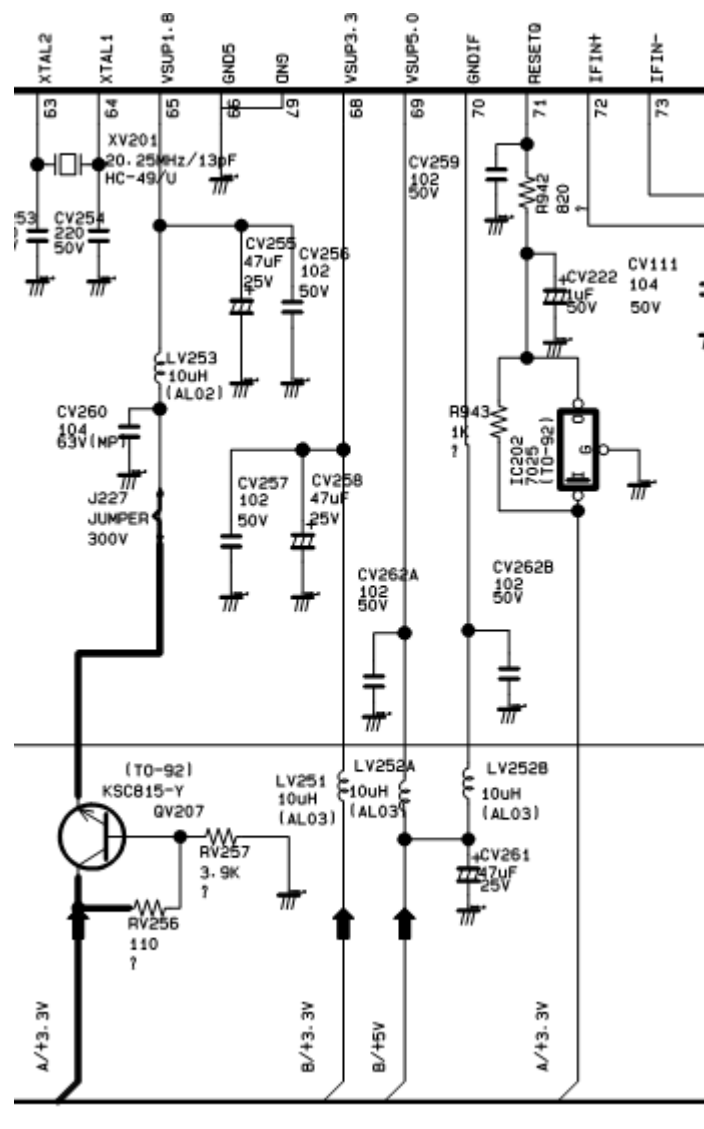 XTAL2
XTAL1
VSUP1.8
GND5
GND
VSUP3.3
VSUP5.0
GNDIF
RESETQ
IFIN+
IFIN-
63
64
65
66
67
68
69
70
71
72
73
XV201
20.25MHz/13pF
HC-49/U
CV259
102
50V
R942
820
?
53
CV254
220
50V
CV255
47uF
25V
+
CV256
102
50V
+
CV222
1uF
50V
CV111
104
50V
LV253
10uH
(AL02)
CV260
104
63V(MP)
R943
1K
?
IC202
7025
(TO-92)
O
G
I
J227
JUMPER
300V
CV257
102
50V
CV258
47uF
25V
+
CV262A
102
50V
CV262B
102
50V
(TO-92)
KSC815-Y
QV207
LV251
10uH
(AL03)
LV252A
10uH
(AL03)
LV252B
10uH
(AL03)
RV257
3.9K
?
+
CV261
47uF
25V
RV256
110
?
A/+3.3V
B/+3.3V
B/+5V
A/+3.3V